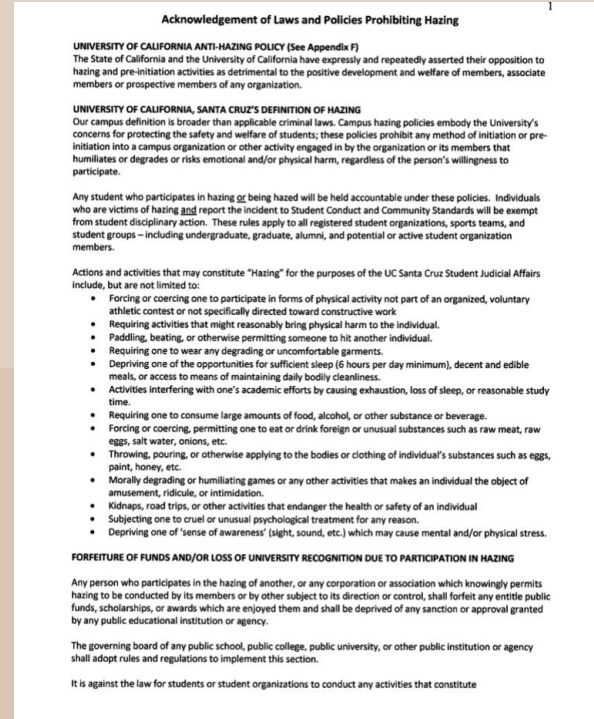 1
Acknowledgement of Laws and Policies Prohibiting Hazing
UNIVERSITY OF CALIFORNIA ANTI-HAZING POLICY (See Appendix F)
The State of California and the University of California have expressly and repeatedly asserted their opposition to
hazing and pre-initiation activities as detrimental to the positive development and welfare of members, associate
members or prospective members of any organization.
UNIVERSITY OF CALIFORNIA, SANTA CRUZ'S DEFINITION OF HAZING
Our campus definition is broader than applicable criminal laws. Campus hazing policies embody the University's
concerns for protecting the safety and welfare of students; these policies prohibit any method of initiation or pre-
initiation into a campus organization or other activity engaged in by the organization or its members that
humiliates or degrades or risks emotional and/or physical harm, regardless of the person's willingness to
participate.
Any student who participates in hazing or being hazed will be held accountable under these policies. Individuals
who are victims of hazing and report the incident to Student Conduct and Community Standards will be exempt
from student disciplinary action. These rules apply to all registered student organizations, sports teams, and
student groups – including undergraduate, graduate, alumni, and potential or active student organization
members.
Actions and activities that may constitute "Hazing" for the purposes of the UC Santa Cruz Student Judicial Affairs
include, but are not limited to:
• Forcing or coercing one to participate in forms of physical activity not part of an organized, voluntary
athletic contest or not specifically directed toward constructive work
• Requiring activities that might reasonably bring physical harm to the individual.
• Paddling, beating, or otherwise permitting someone to hit another individual.
• Requiring one to wear any degrading or uncomfortable garments.
• Depriving one of the opportunities for sufficient sleep (6 hours per day minimum), decent and edible
meals, or access to means of maintaining daily bodily cleanliness.
• Activities interfering with one's academic efforts by causing exhaustion, loss of sleep, or reasonable study
time.
• Requiring one to consume large amounts of food, alcohol, or other substance or beverage.
• Forcing or coercing, permitting one to eat or drink foreign or unusual substances such as raw meat, raw
eggs, salt water, onions, etc.
• Throwing, pouring, or otherwise applying to the bodies or clothing of individual's substances such as eggs,
paint, honey, etc.
• Morally degrading or humiliating games or any other activities that makes an individual the object of
amusement, ridicule, or intimidation.
• Kidnaps, road trips, or other activities that endanger the health or safety of an individual
• Subjecting one to cruel or unusual psychological treatment for any reason.
• Depriving one of 'sense of awareness' (sight, sound, etc.) which may cause mental and/or physical stress.
FORFEITURE OF FUNDS AND/OR LOSS OF UNIVERSITY RECOGNITION DUE TO PARTICIPATION IN HAZING
Any person who participates in the hazing of another, or any corporation or association which knowingly permits
hazing to be conducted by its members or by other subject to its direction or control, shall forfeit any entitle public
funds, scholarships, or awards which are enjoyed them and shall be deprived of any sanction or approval granted
by any public educational institution or agency.
The governing board of any public school, public college, public university, or other public institution or agency
shall adopt rules and regulations to implement this section.
It is against the law for students or student organizations to conduct any activities that constitute